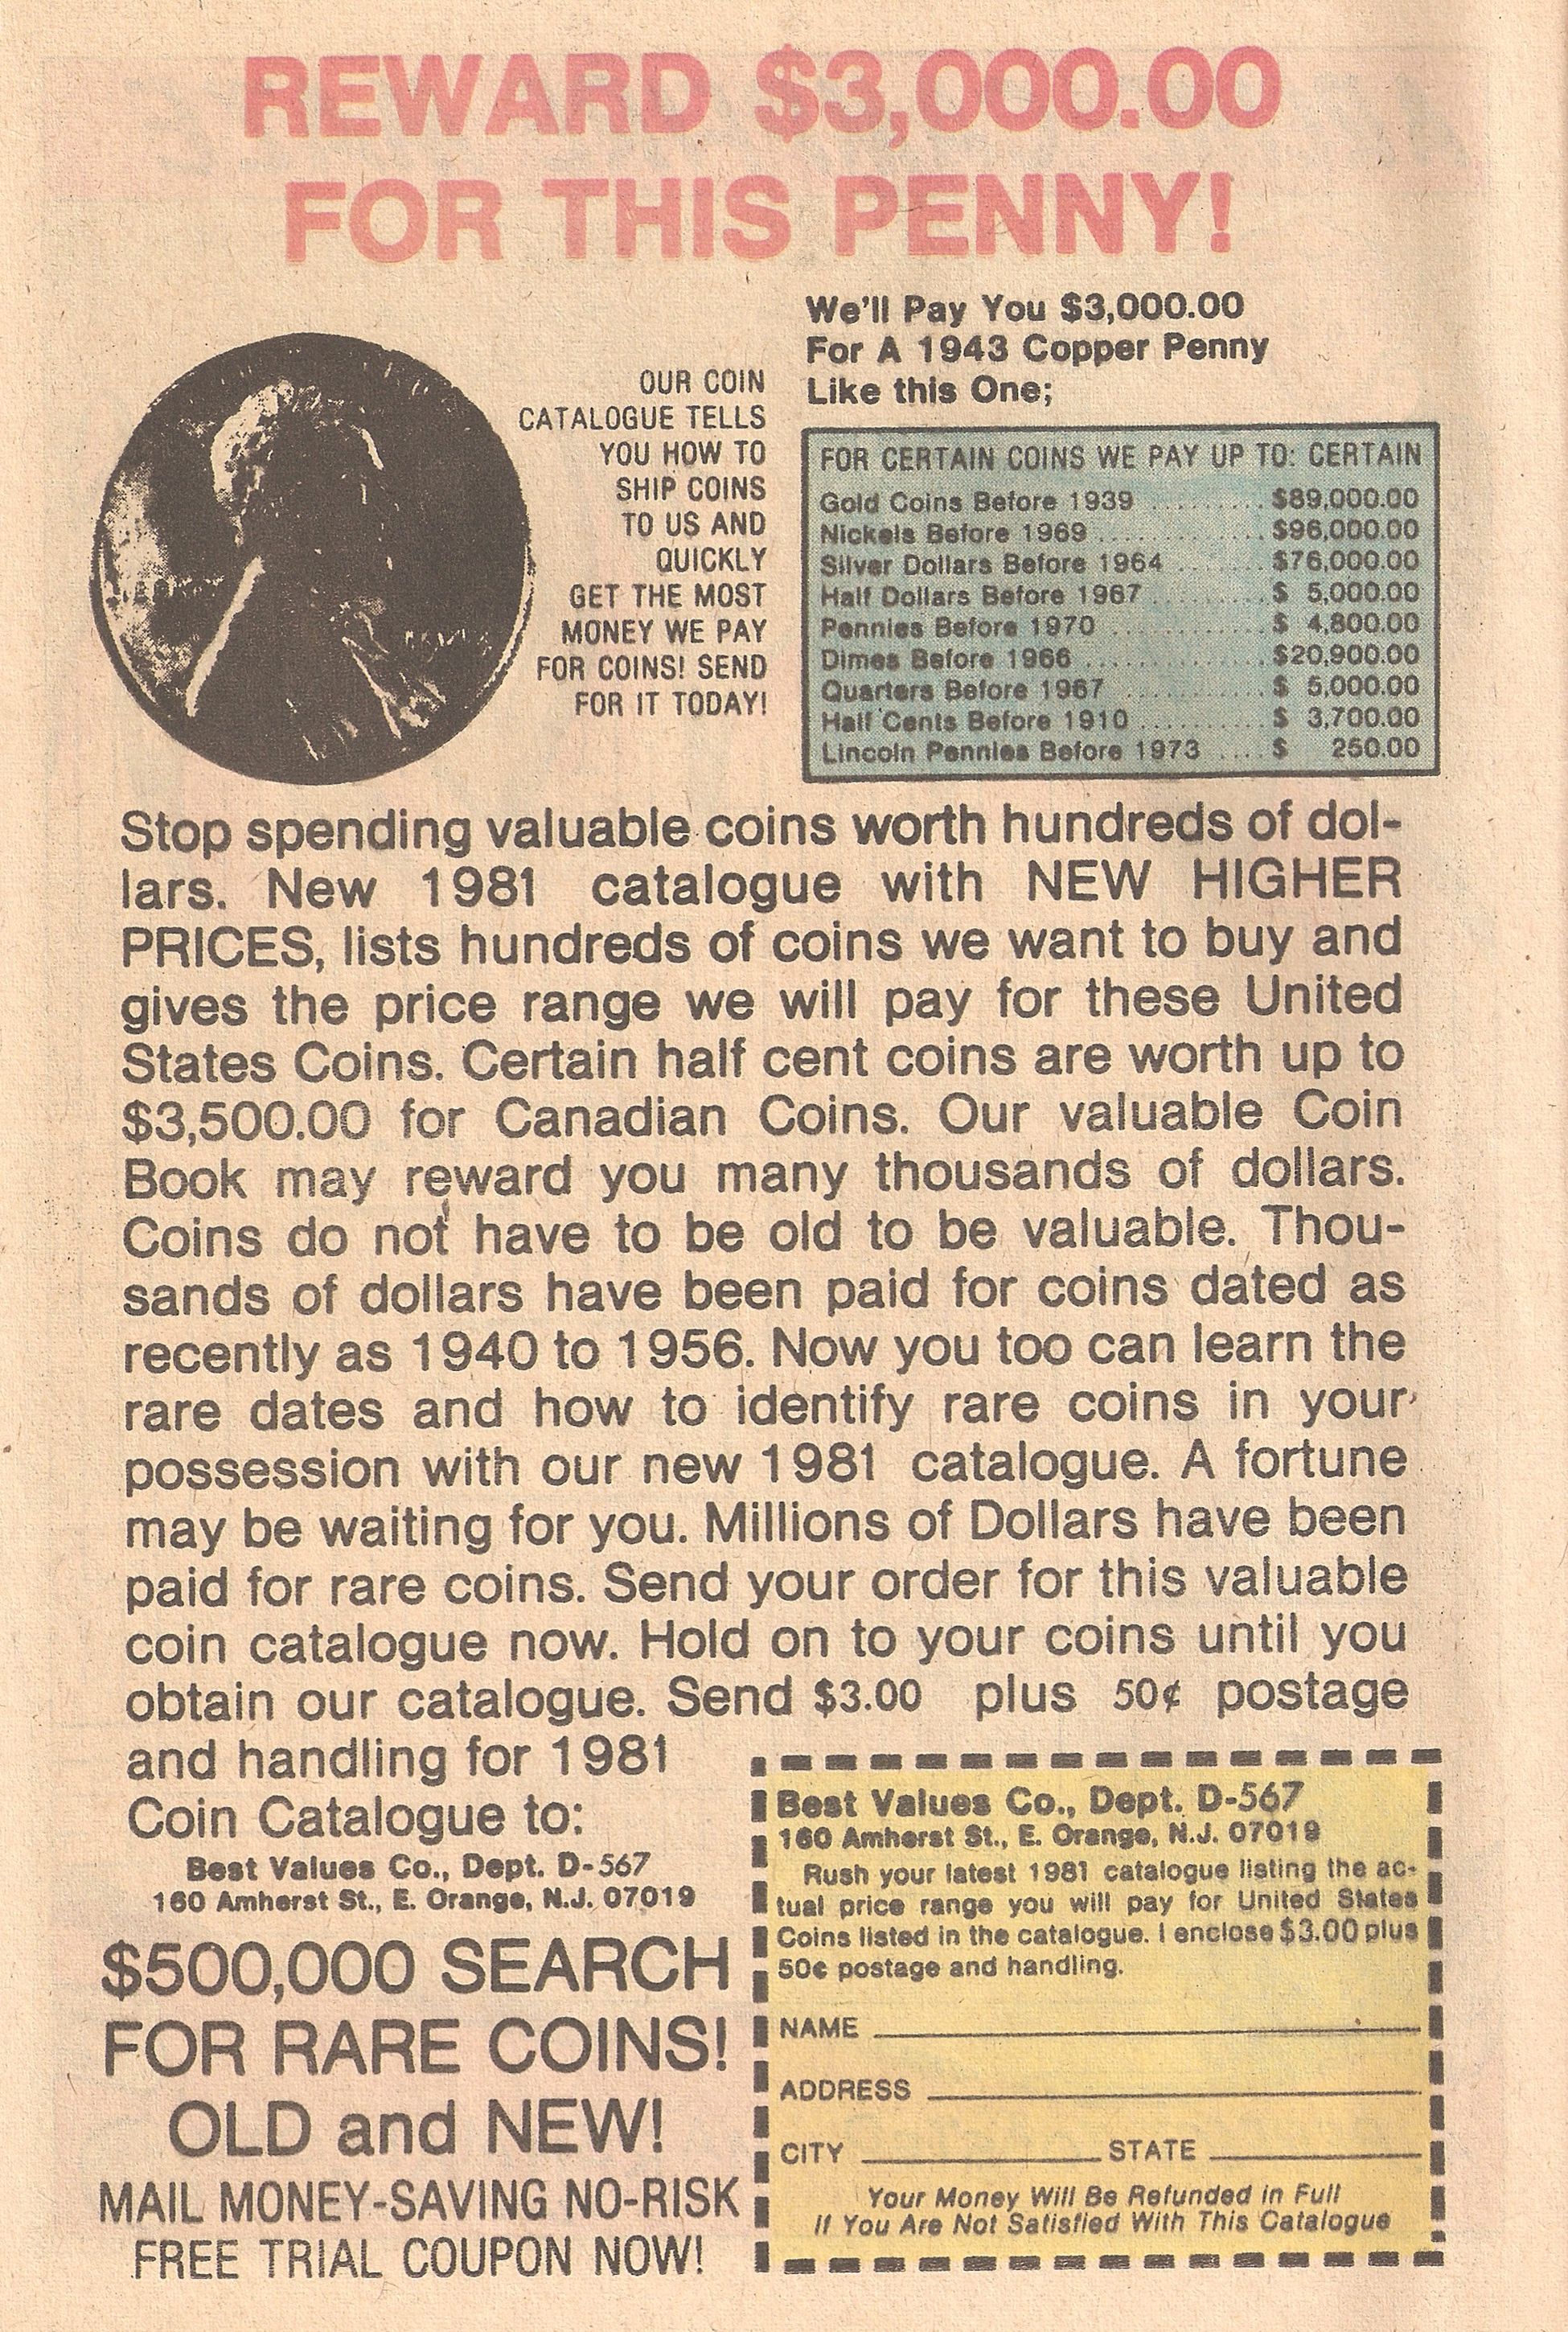 REWARD $3,000.00
FOR THIS PENNY!
We'll Pay You $3,000.00
For A 1943 Copper Penny
Like this One;
OUR COIN
CATALOGUE TELLS
YOU HOW TO
SHIP COINS
TO US AND
QUICKLY
GET THE MOST
MONEY WE PAY
FOR COINS! SEND
FOR IT TODAY!
FOR CERTAIN COINS WE PAY UP TO: CERTAIN
Gold Coins Before 1939 ......... $89,000.00
Nickels Before 1969 ............. $96,000.00
Silver Dollars Before 1964 ....... $76,000.00
Half Dollars Before 1967 .......... $ 5,000.00
Pennies Before 1970 ............. $ 4,800.00
Dimes Before 1966 .............. $20,900.00
Quarters Before 1967 ............ $ 5,000.00
Half Cents Before 1910 .......... $ 3,700.00
Lincoln Pennies Before 1973 .... $ 250.00
Stop spending valuable coins worth hundreds of dol-
lars. New 1981 catalogue with NEW HIGHER
PRICES, lists hundreds of coins we want to buy and
gives the price range we will pay for these United
States Coins. Certain half cent coins are worth up to
$3,500.00 for Canadian Coins. Our valuable Coin
Book may reward you many thousands of dollars.
Coins do not have to be old to be valuable. Thou-
sands of dollars have been paid for coins dated as
recently as 1940 to 1956. Now you too can learn the
rare dates and how to identify rare coins in your
possession with our new 1981 catalogue. A fortune
may be waiting for you. Millions of Dollars have been
paid for rare coins. Send your order for this valuable
coin catalogue now. Hold on to your coins until you
obtain our catalogue. Send $3.00 plus 50¢ postage
and handling for 1981
Coin Catalogue to:
Best Values Co., Dept. D-567
160 Amherst St., E. Orange, N.J. 07019
$500,000 SEARCH
FOR RARE COINS!
OLD and NEW!
MAIL MONEY-SAVING NO-RISK
FREE TRIAL COUPON NOW!
Best Values Co., Dept. D-567
160 Amherst St., E. Orange, N.J. 07019
Rush your latest 1981 catalogue listing the ac-
tual price range you will pay for United States
Coins listed in the catalogue. I enclose $3.00 plus
50¢ postage and handling.
NAME
ADDRESS
CITY STATE
Your Money Will Be Refunded in Full
If You Are Not Satisfied With This Catalogue